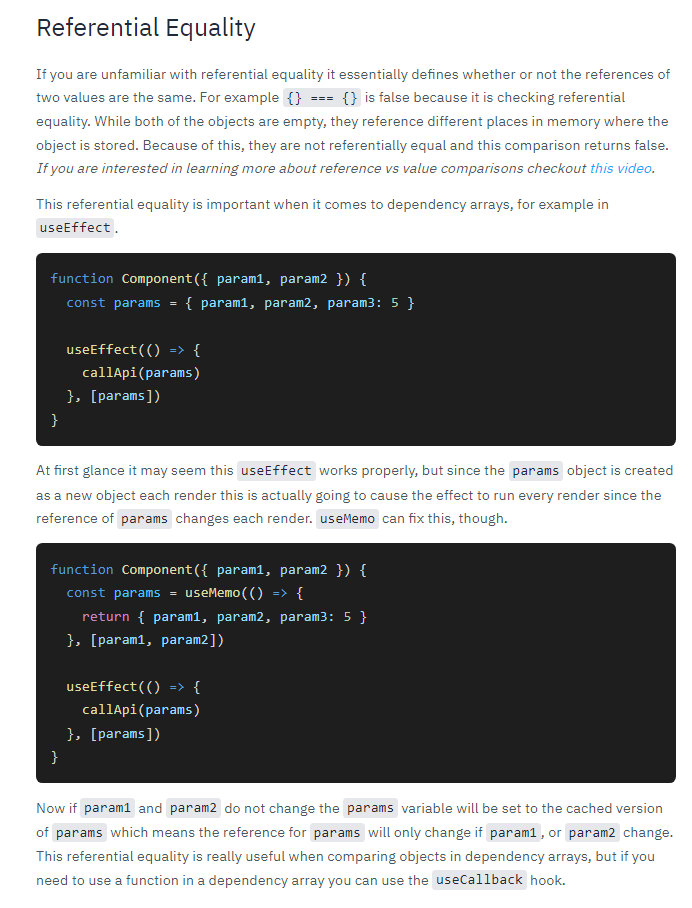 Referential Equality
If you are unfamiliar with referential equality it essentially defines whether or not the references of
two values are the same. For example {} === {} is false because it is checking referential
equality. While both of the objects are empty, they reference different places in memory where the
object is stored. Because of this, they are not referentially equal and this comparison returns false.
If you are interested in learning more about reference vs value comparisons checkout this video.
This referential equality is important when it comes to dependency arrays, for example in
useEffect.
function Component({ param1, param2 }) {
  const params = { param1, param2, param3: 5 }

  useEffect(() => {
    callApi(params)
  }, [params])
}
At first glance it may seem this useEffect works properly, but since the params object is created
as a new object each render this is actually going to cause the effect to run every render since the
reference of params changes each render. useMemo can fix this, though.
function Component({ param1, param2 }) {
  const params = useMemo(() => {
    return { param1, param2, param3: 5 }
  }, [param1, param2])

  useEffect(() => {
    callApi(params)
  }, [params])
}
Now if param1 and param2 do not change the params variable will be set to the cached version
of params which means the reference for params will only change if param1, or param2 change.
This referential equality is really useful when comparing objects in dependency arrays, but if you
need to use a function in a dependency array you can use the useCallback hook.